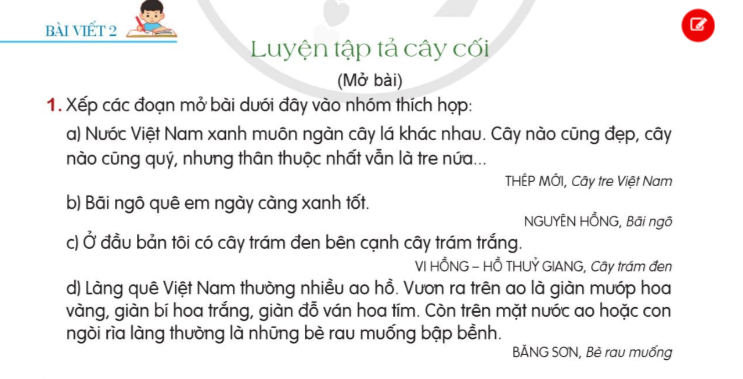 BÀI VIẾT 2
Luyện tập tả cây cối
(Mở bài)
1. Xếp các đoạn mở bài dưới đây vào nhóm thích hợp:
a) Nước Việt Nam xanh muôn ngàn cây lá khác nhau. Cây nào cũng đẹp, cây
nào cũng quý, nhưng thân thuộc nhất vẫn là tre nứa...
THÉP MỚI, Cây tre Việt Nam
b) Bãi ngô quê em ngày càng xanh tốt.
NGUYÊN HỒNG, Bãi ngô
c) Ở đầu bản tôi có cây trám đen bên cạnh cây trám trắng.
VI HỒNG – HỒ THUỶ GIANG, Cây trám đen
d) Làng quê Việt Nam thường nhiều ao hồ. Vươn ra trên ao là giàn mướp hoa
vàng, giàn bí hoa trắng, giàn đỗ ván hoa tím. Còn trên mặt nước ao hoặc con
ngòi rìa làng thường là những bè rau muống bập bềnh.
BĂNG SƠN, Bè rau muống